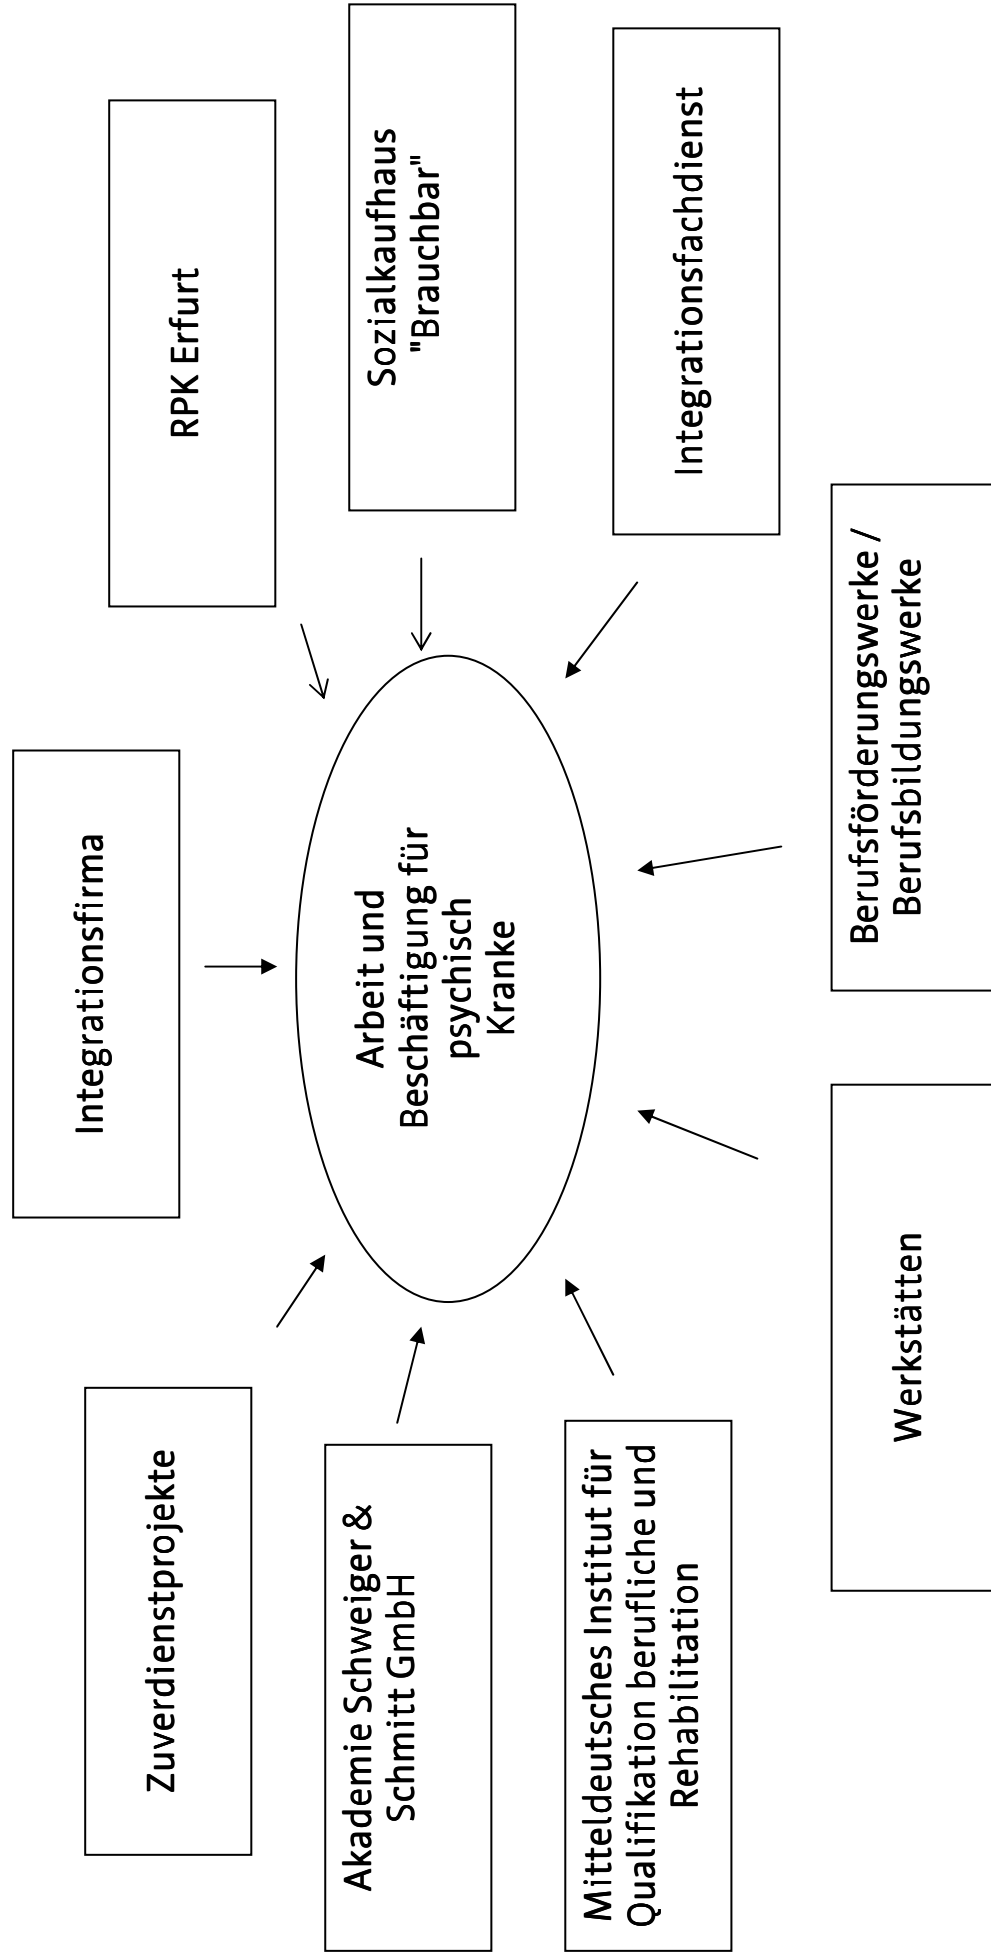 Integrationsfirma
Zuverdienstprojekte
RPK Erfurt
Akademie Schweiger &
Schmitt GmbH
Arbeit und
Beschäftigung für
psychisch
Kranke
Sozialkaufhaus
"Brauchbar"
Mitteldeutsches Institut für
Qualifikation berufliche und
Rehabilitation
Integrationsfachdienst
Werkstätten
Berufsförderungswerke /
Berufsbildungswerke